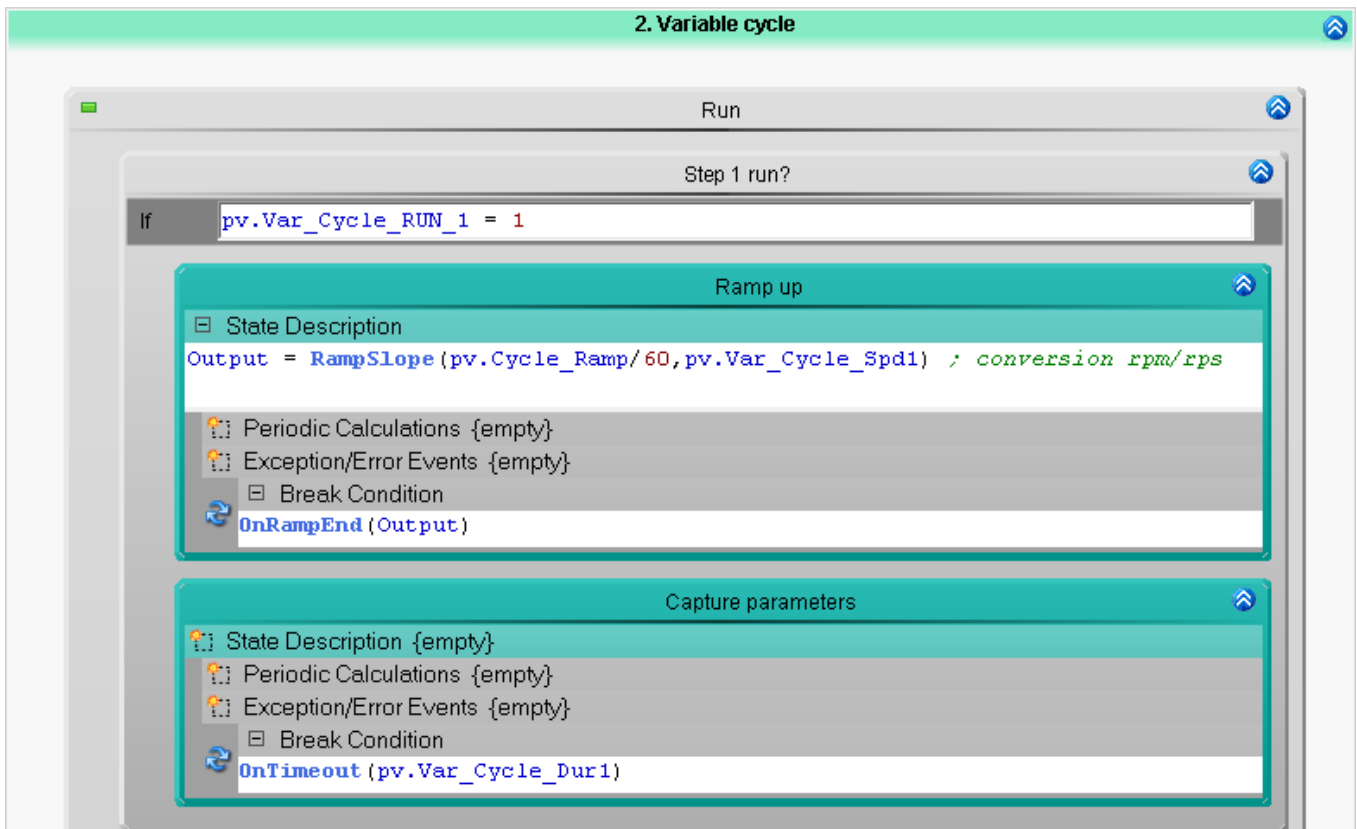 2. Variable cycle
Run
Step 1 run?
If pv.Var_Cycle_RUN_1 = 1
Ramp up
State Description
Output = RampSlope(pv.Cycle_Ramp/60,pv.Var_Cycle_Spd1) ; conversion rpm/rps
Periodic Calculations {empty}
Exception/Error Events {empty}
Break Condition
OnRampEnd(Output)
Capture parameters
State Description {empty}
Periodic Calculations {empty}
Exception/Error Events {empty}
Break Condition
OnTimeout(pv.Var_Cycle_Dur1)